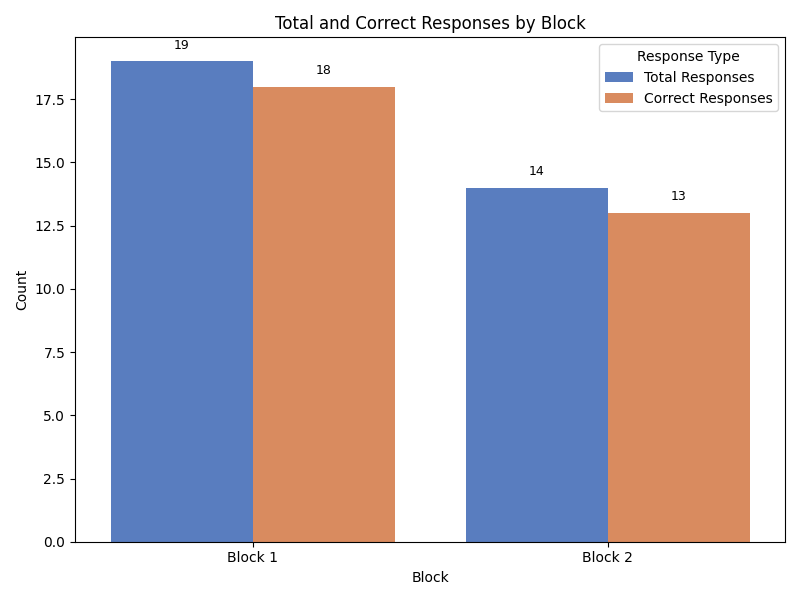 Total and Correct Responses by Block
19
18
14
13
Response Type
Total Responses
Correct Responses
17.5
15.0
12.5
10.0
7.5
5.0
2.5
0.0
Count
Block 1
Block 2
Block